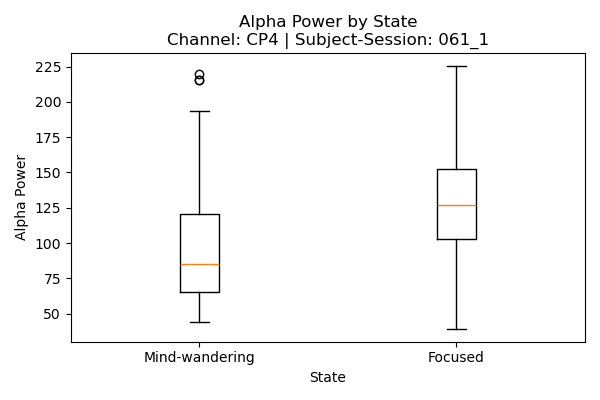 Alpha Power by State
Channel: CP4 | Subject-Session: 061_1
225
200
175
150
125
100
75
50
Alpha Power
Mind-wandering
Focused
State